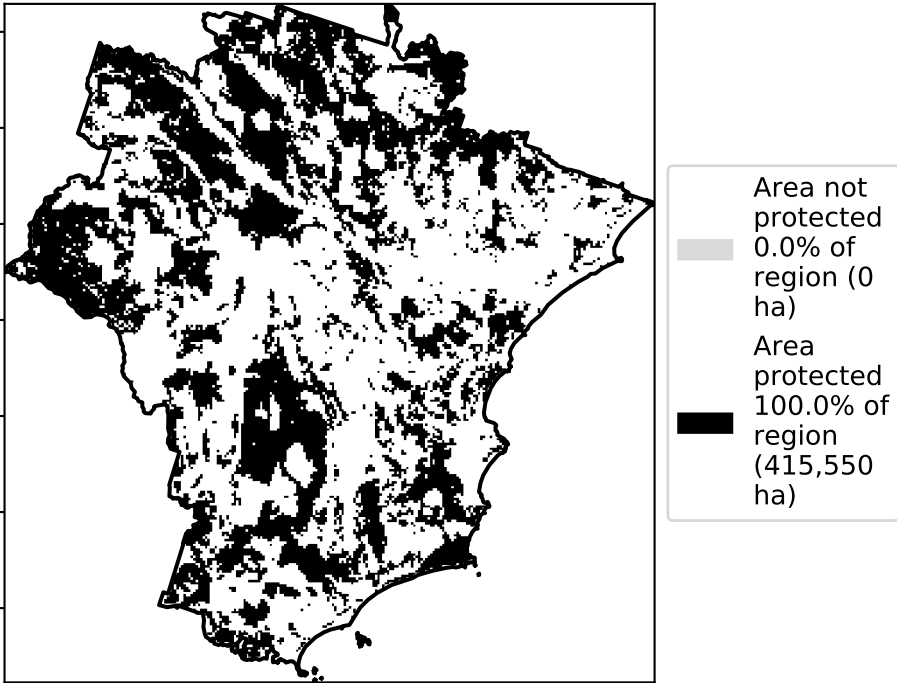 Area not
protected
0.0% of
region (0
ha)
Area
protected
100.0% of
region
(415,550
ha)